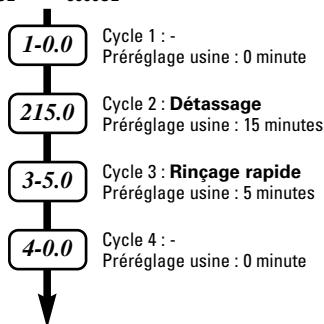 1-0.0
Cycle 1 : -
Préréglage usine : 0 minute
215.0
Cycle 2 : Détassage
Préréglage usine : 15 minutes
3-5.0
Cycle 3 : Rinçage rapide
Préréglage usine : 5 minutes
4-0.0
Cycle 4 : -
Préréglage usine : 0 minute